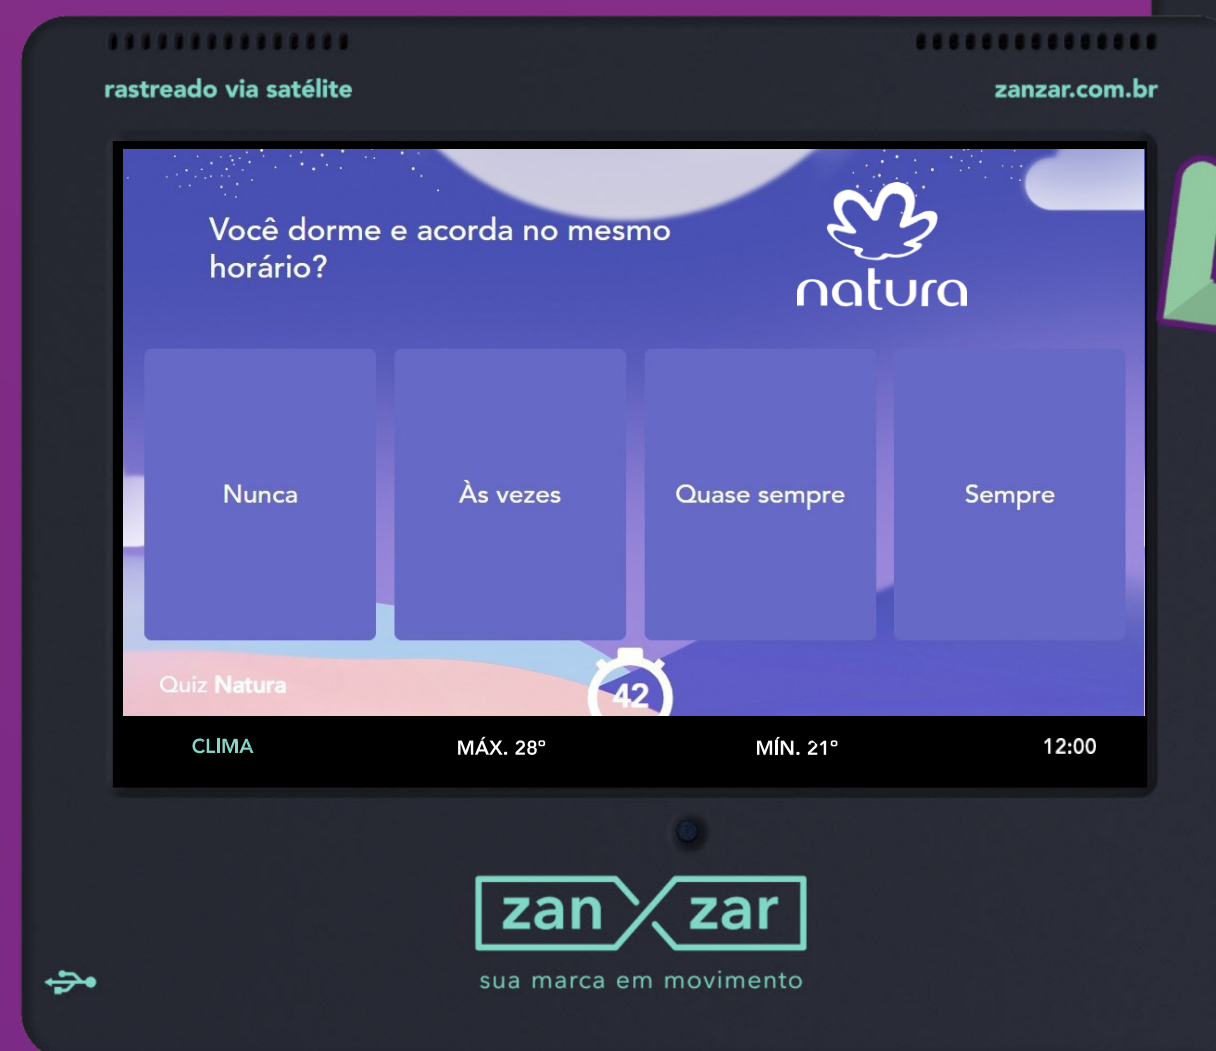 rastreado via satélite
zanzar.com.br
Você dorme e acorda no mesmo
horário?
natura
Nunca
Às vezes
Quase sempre
Sempre
Quiz Natura
42
CLIMA
MÁX. 28°
MÍN. 21°
12:00
zan zar
sua marca em movimento